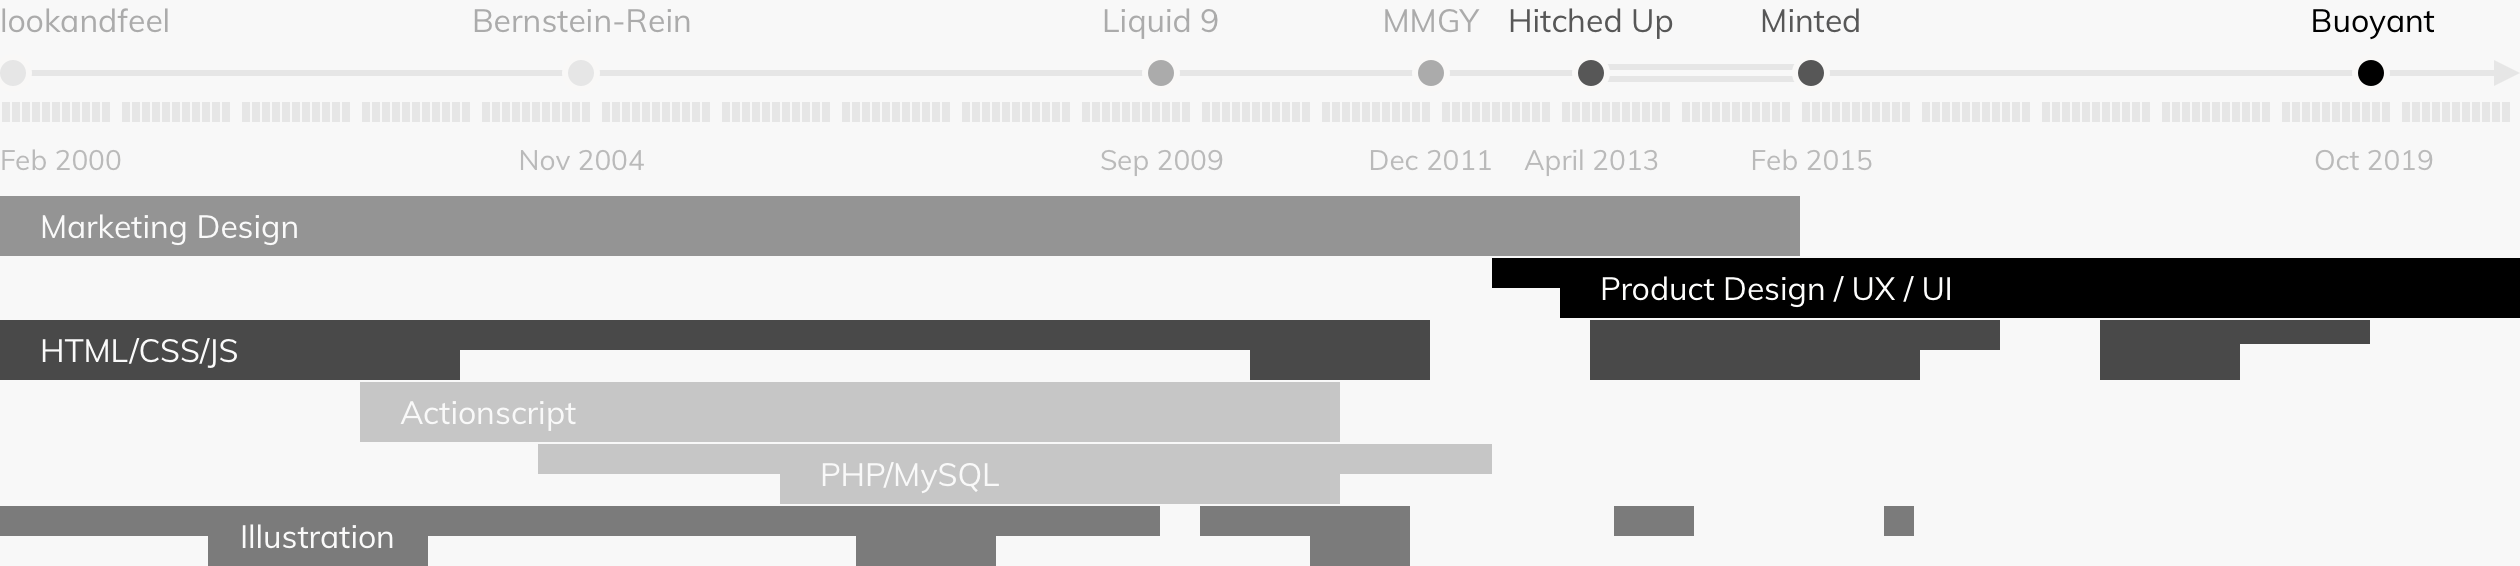 lookandfeel Bernstein-Rein Liquid 9 MMGY Hitched Up Minted Buoyant
Feb 2000 Nov 2004 Sep 2009 Dec 2011 April 2013 Feb 2015 Oct 2019
Marketing Design
Product Design / UX / UI
HTML/CSS/JS
Actionscript
PHP/MySQL
Illustration